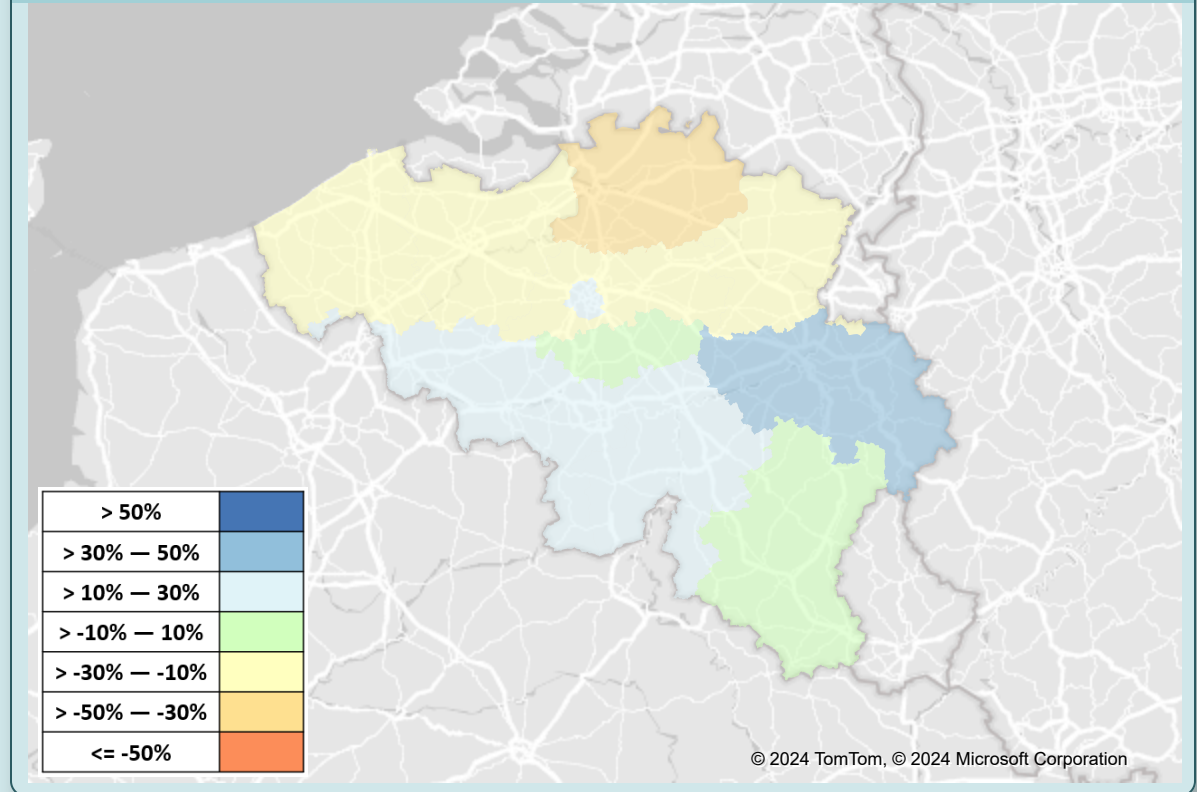 > 50%
> 30% — 50%
> 10% — 30%
> -10% — 10%
> -30% — -10%
> -50% — -30%
<= -50%
© 2024 TomTom, © 2024 Microsoft Corporation